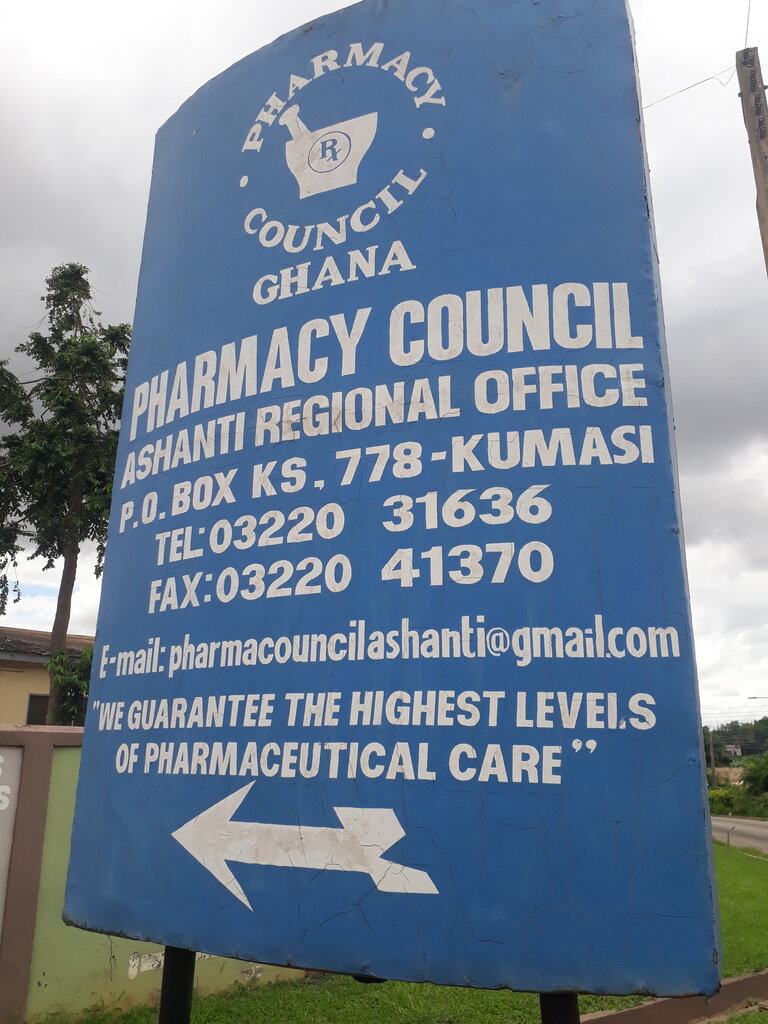 PHARMACY
Rx
COUNCIL
GHANA
PHARMACY COUNCIL
ASHANTI REGIONAL OFFICE
P.O. BOX KS, 778-KUMASI
TEL:03220 31636
FAX:03220 41370
E-mail: pharmacouncilashanti@gmail.com
"WE GUARANTEE THE HIGHEST LEVELS
OF PHARMACEUTICAL CARE"